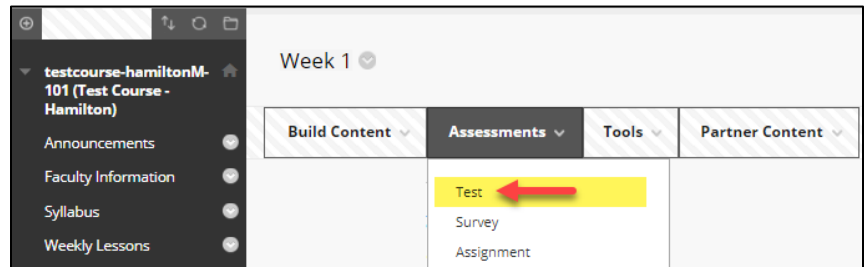 testcourse-hamiltonM-
101 (Test Course -
Hamilton)
Announcements
Faculty Information
Syllabus
Weekly Lessons
Week 1
Build Content
Assessments
Tools
Partner Content
Test
Survey
Assignment